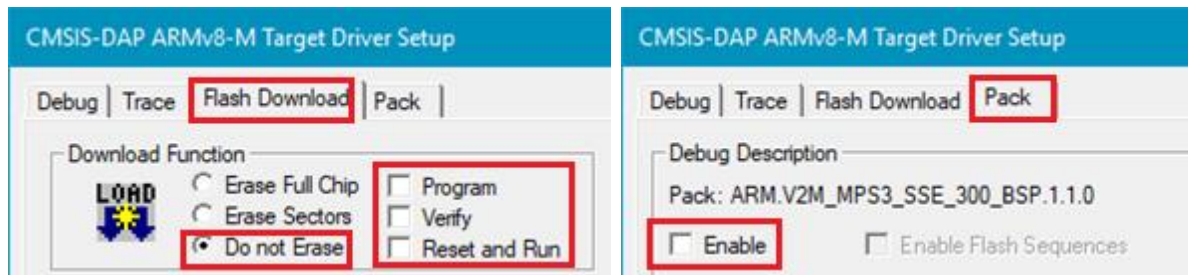 CMSIS-DAP ARMv8-M Target Driver Setup
Debug Trace Flash Download Pack
Download Function
LOAD
Erase Full Chip Program
Erase Sectors Verify
Do not Erase Reset and Run
CMSIS-DAP ARMv8-M Target Driver Setup
Debug Trace Flash Download Pack
Debug Description
Pack: ARM.V2M_MPS3_SSE_300_BSP.1.1.0
Enable Enable Flash Sequences